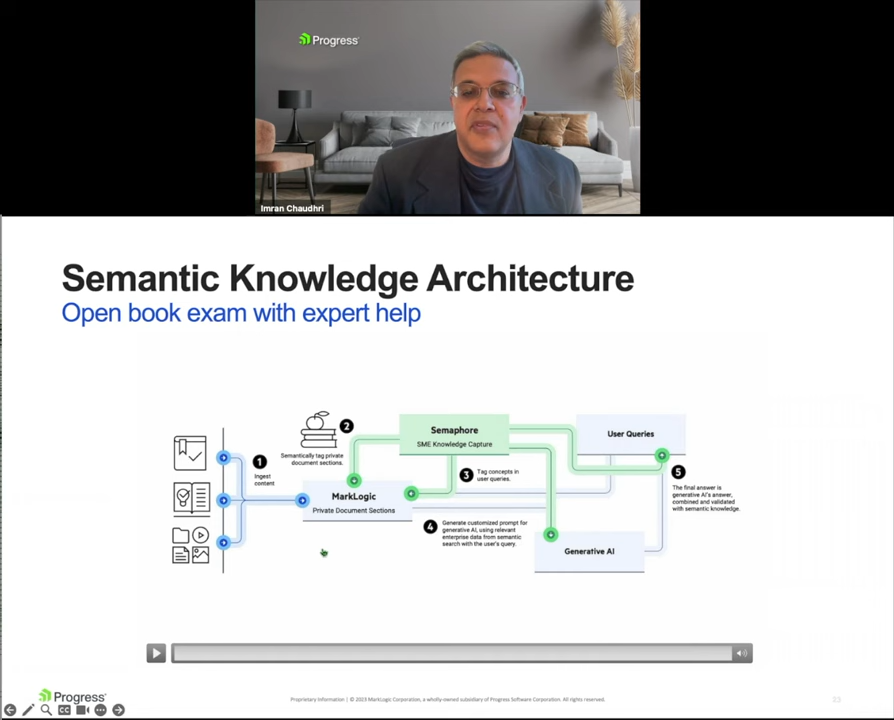 Progress
Imran Chaudhri
Semantic Knowledge Architecture
Open book exam with expert help
1
Ingest
content
2
Semantically tag private
document sections.
Semaphore
SME Knowledge Capture
User Queries
MarkLogic
Private Document Sections
3
Tag concepts in
user queries.
4
Generate customized prompt for
generative AI, using relevant
enterprise data from semantic
search with the user's query.
5
The final answer is
generative AI's answer,
combined and validated
with semantic knowledge.
Generative AI
Progress
CC
Proprietary Information | © 2023 MarkLogic Corporation, a wholly-owned subsidiary of Progress Software Corporation. All rights reserved.